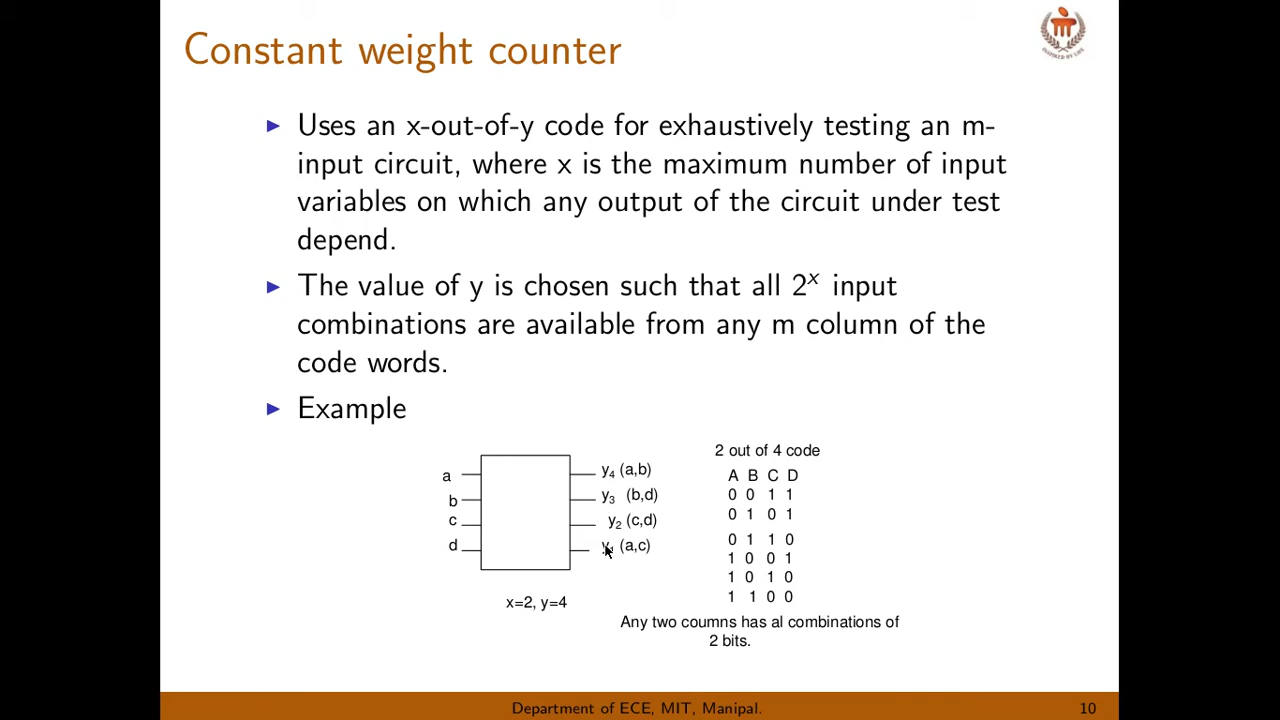 Constant weight counter
▶ Uses an x-out-of-y code for exhaustively testing an m-
input circuit, where x is the maximum number of input
variables on which any output of the circuit under test
depend.
▶ The value of y is chosen such that all 2^x input
combinations are available from any m column of the
code words.
▶ Example
a
b
c
d
y4 (a,b)
y3 (b,d)
y2 (c,d)
(a,c)
x=2, y=4
2 out of 4 code
A B C D
0 0 1 1
0 1 0 1
0 1 1 0
1 0 0 1
1 0 1 0
1 1 0 0
Any two coumns has al combinations of
2 bits.
Department of ECE, MIT, Manipal.
10